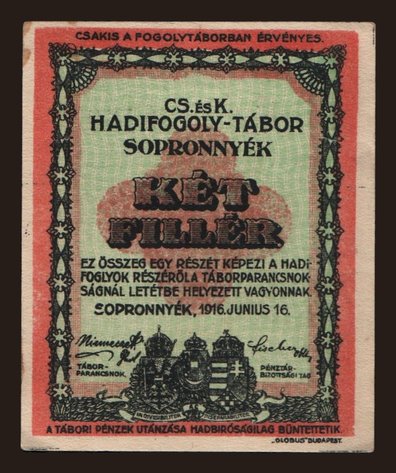 CSAKIS A FOGOLYTÁBORBAN ÉRVÉNYES.
CS. ÉS K.
HADIFOGOLY-TÁBOR
SOPRONNYÉK
KÉT
FILLÉR
EZ ÖSSZEG EGY RÉSZÉT KÉPEZI A HADI-
FOGLYOK RÉSZÉRŐL A TÁBORPARANCSNOK-
SÁGNÁL LETÉTBE HELYEZETT VAGYONNAK.
SOPRONNYÉK, 1916. JUNIUS 16.
TÁBOR-
PARANCSNOK.
PÉNZTÁR-
BIZOTTSÁGI TAG
INDIVISIBILITER INSEPARABILITER
A TÁBORI PÉNZEK UTÁNZÁSA HADBIRÓSÁGILAG BÜNTETTETIK.
„GLOBUS" BUDAPEST.